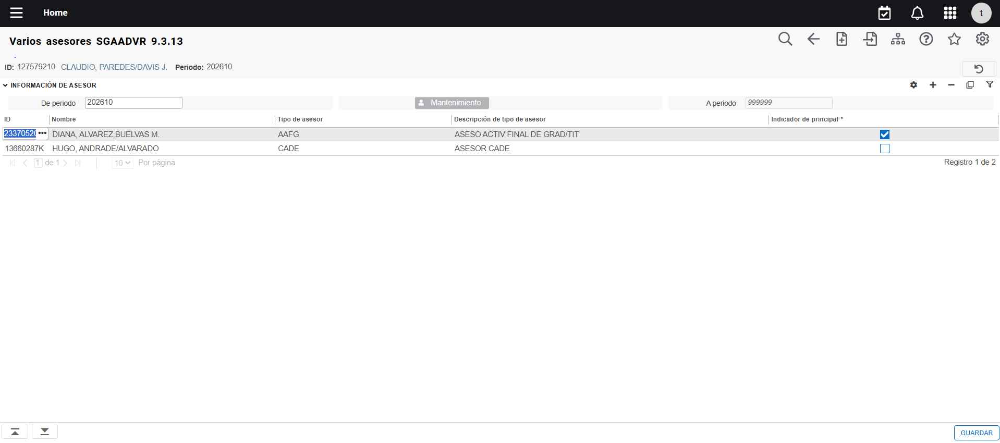 Home
t
Varios asesores SGAADVR 9.3.13
ID: 127579210 CLAUDIO, PAREDES/DAVIS J. Periodo: 202610
INFORMACIÓN DE ASESOR
De periodo 202610 Mantenimiento A periodo 999999
ID Nombre Tipo de asesor Descripción de tipo de asesor Indicador de principal *
23370520 ••• DIANA, ALVAREZ;BUELVAS M. AAFG ASESO ACTIV FINAL DE GRAD/TIT
13660287K HUGO, ANDRADE/ALVARADO CADE ASESOR CADE
1 de 1 10 Por página Registro 1 de 2
GUARDAR